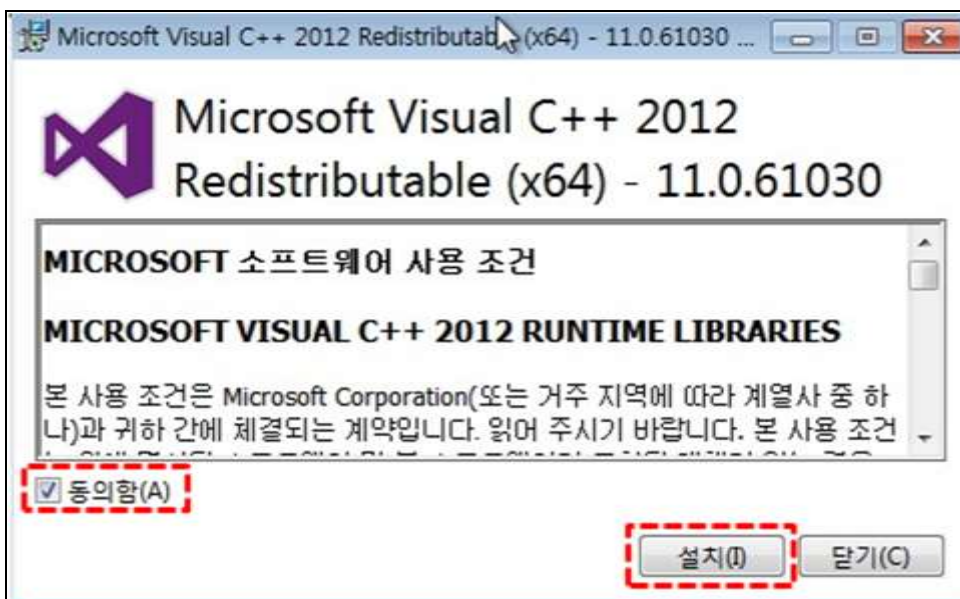 Microsoft Visual C++ 2012 Redistributable (x64) - 11.0.61030 ...
Microsoft Visual C++ 2012
Redistributable (x64) - 11.0.61030
MICROSOFT 소프트웨어 사용 조건
MICROSOFT VISUAL C++ 2012 RUNTIME LIBRARIES
본 사용 조건은 Microsoft Corporation(또는 거주 지역에 따라 계열사 중 하
나)과 귀하 간에 체결되는 계약입니다. 읽어 주시기 바랍니다. 본 사용 조건
동의함(A)
설치(I)
닫기(C)